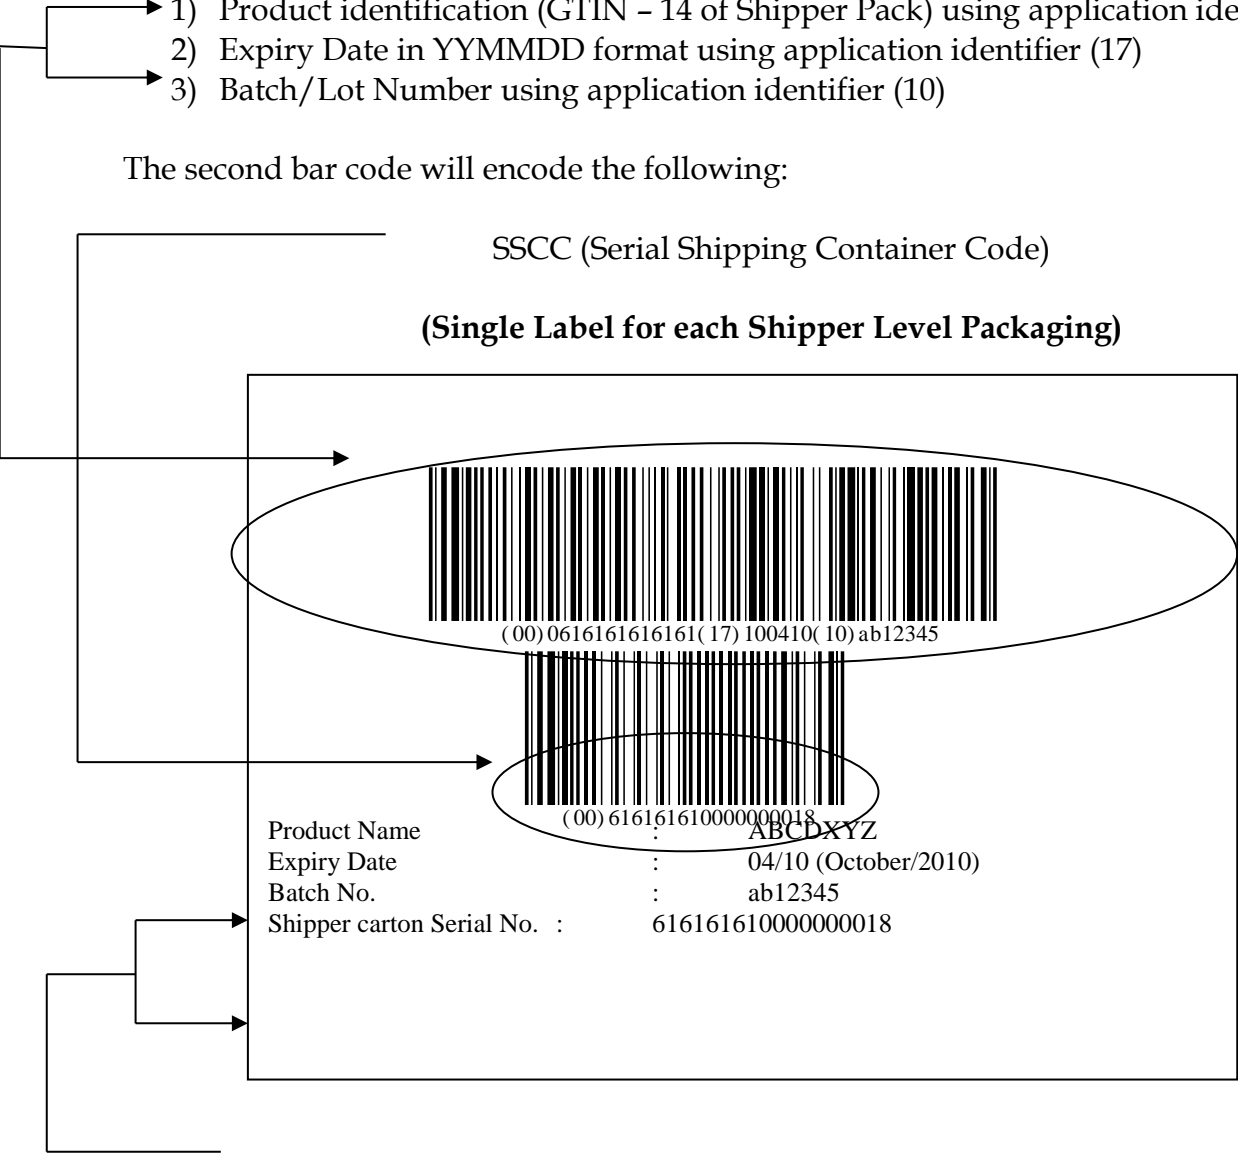 1) Product identification (GTIN – 14 of Shipper Pack) using application ide
2) Expiry Date in YYMMDD format using application identifier (17)
3) Batch/Lot Number using application identifier (10)
The second bar code will encode the following:
SSCC (Serial Shipping Container Code)
(Single Label for each Shipper Level Packaging)
(00)0616161616161(17)100410(10)ab12345
(00)616161610000000018
Product Name : ABCDXYZ
Expiry Date : 04/10 (October/2010)
Batch No. : ab12345
Shipper carton Serial No. : 616161610000000018